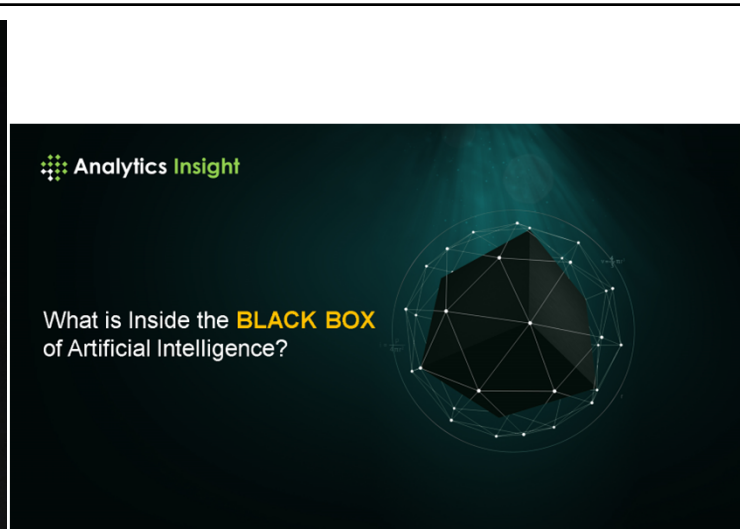 Analytics Insight
What is Inside the BLACK BOX
of Artificial Intelligence?